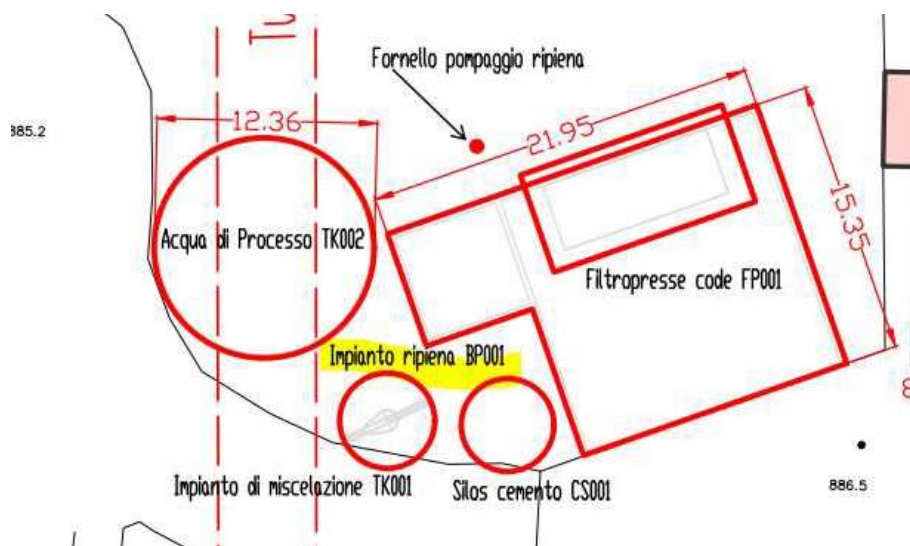 Fornello pompaggio ripiena
885.2
12.36
21.95
15.35
Acqua di Processo TK002
Filtropresse code FP001
Impianto ripiena BP001
Impianto di miscelazione TK001
Silos cemento CS001
886.5
8